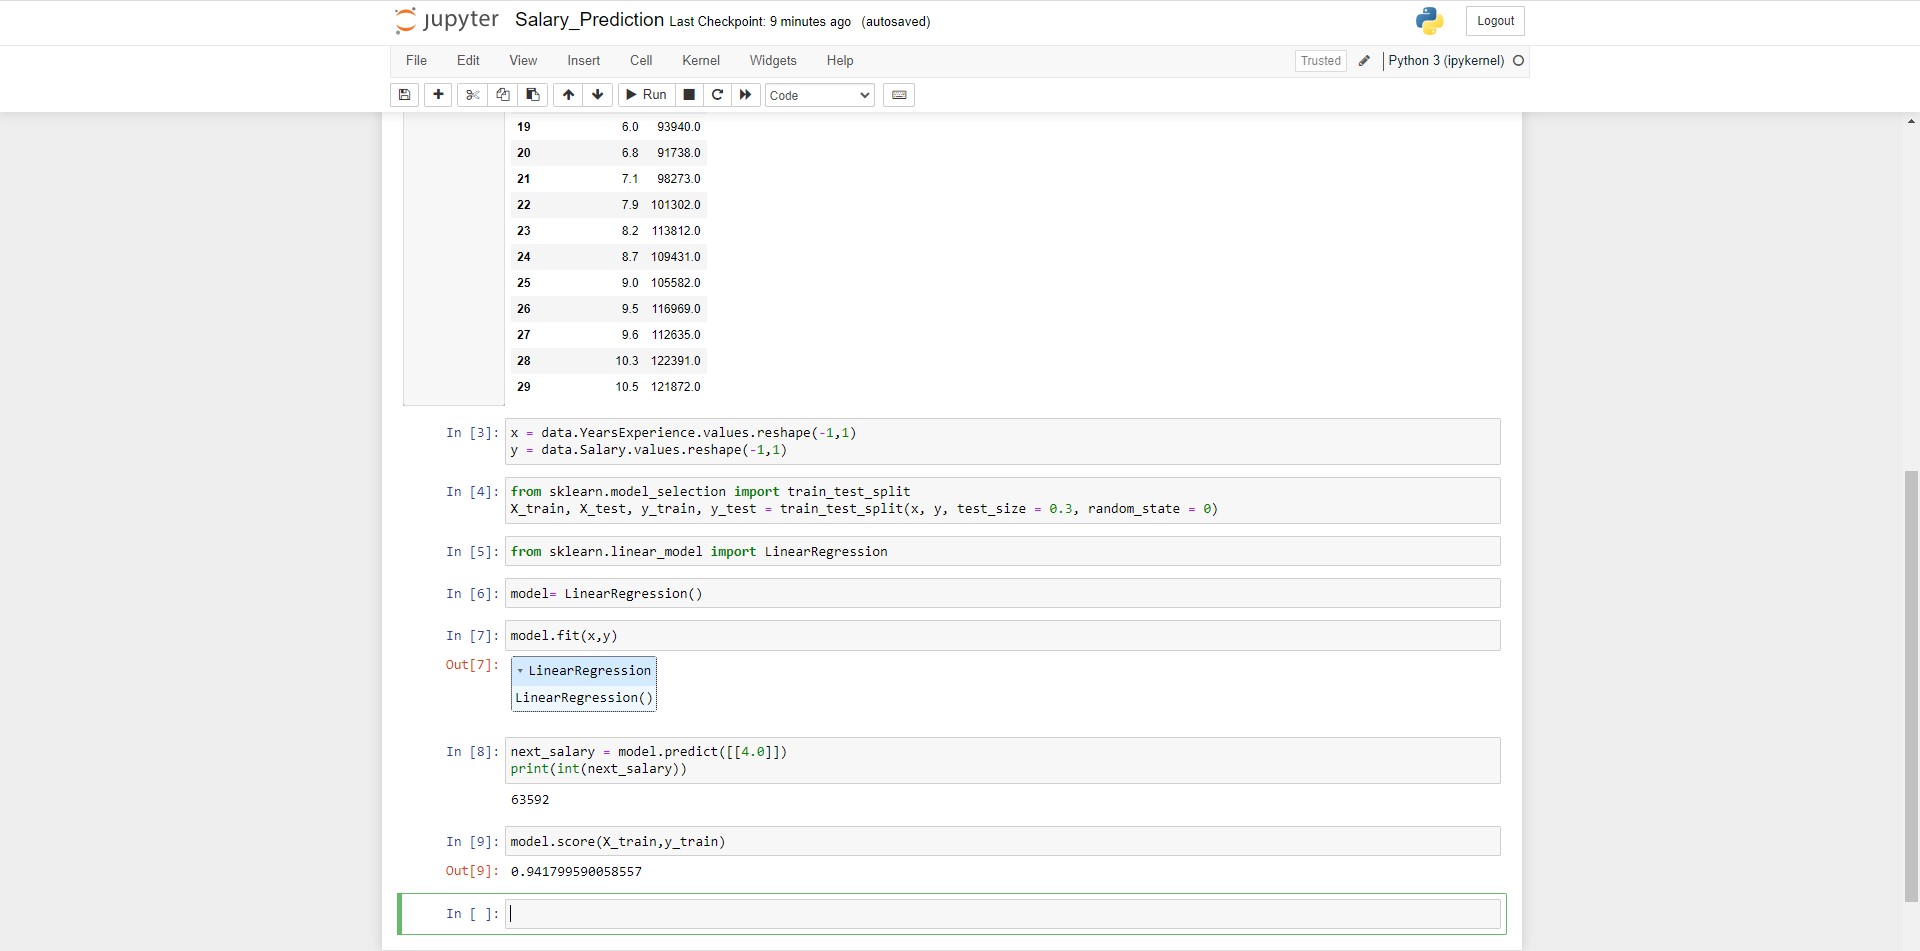 jupyter Salary_Prediction Last Checkpoint: 9 minutes ago (autosaved) Logout
File Edit View Insert Cell Kernel Widgets Help Trusted Python 3 (ipykernel)
Run Code
19 6.0 93940.0
20 6.8 91738.0
21 7.1 98273.0
22 7.9 101302.0
23 8.2 113812.0
24 8.7 109431.0
25 9.0 105582.0
26 9.5 116969.0
27 9.6 112635.0
28 10.3 122391.0
29 10.5 121872.0
In [3]: x = data.YearsExperience.values.reshape(-1,1)
y = data.Salary.values.reshape(-1,1)
In [4]: from sklearn.model_selection import train_test_split
X_train, X_test, y_train, y_test = train_test_split(x, y, test_size = 0.3, random_state = 0)
In [5]: from sklearn.linear_model import LinearRegression
In [6]: model= LinearRegression()
In [7]: model.fit(x,y)
Out[7]: LinearRegression
LinearRegression()
In [8]: next_salary = model.predict([[4.0]])
print(int(next_salary))
63592
In [9]: model.score(X_train,y_train)
Out[9]: 0.941799590058557
In [ ]: